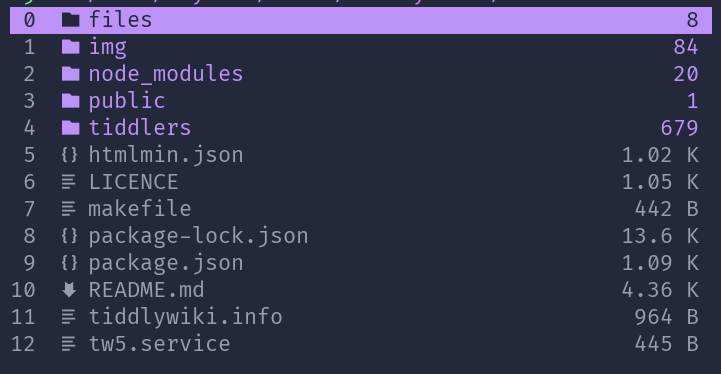 0 files 8
1 img 84
2 node_modules 20
3 public 1
4 tiddlers 679
5 {} htmlmin.json 1.02 K
6 LICENCE 1.05 K
7 makefile 442 B
8 {} package-lock.json 13.6 K
9 {} package.json 1.09 K
10 README.md 4.36 K
11 tiddlywiki.info 964 B
12 tw5.service 445 B